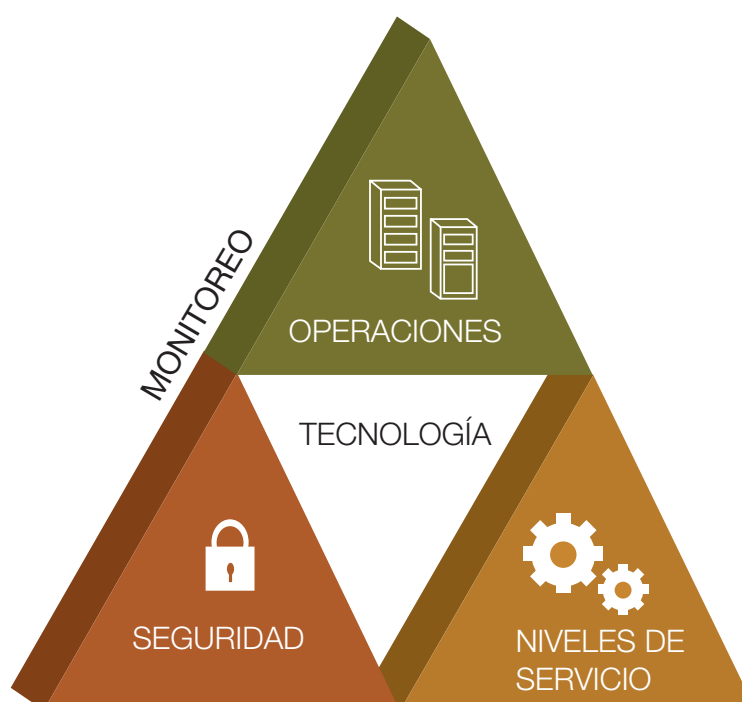 MONITOREO
OPERACIONES
TECNOLOGÍA
SEGURIDAD
NIVELES DE
SERVICIO